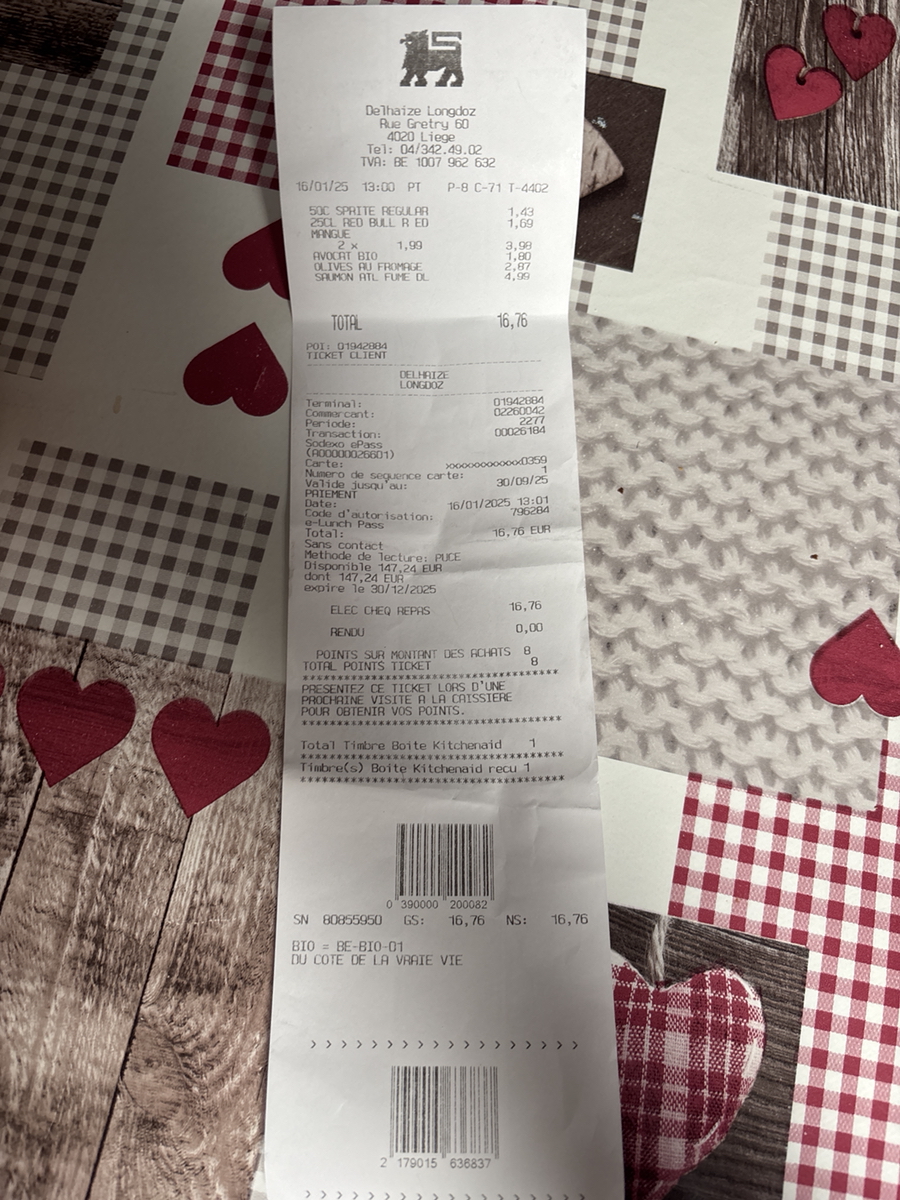 Delhaize Longdoz
Rue Gretry 60
4020 Liege
Tel: 04/342.49.02
TVA: BE 1007 962 632
16/01/25 13:00 PT P-8 C-71 T-4402
50C SPRITE REGULAR 1,43
25CL RED BULL R ED 1,69
MANGUE
2 x 1,99 3,98
AVOCAT BIO 1,80
OLIVES AU FROMAGE 2,87
SAUMON ATL FUME DL 4,99
TOTAL 16,76
POI: 01942884
TICKET CLIENT
DELHAIZE
LONGDOZ
Terminal: 01942884
Commercant: 02260042
Periode: 2277
Transaction: 00026184
Sodexo ePass
(A0000026601)
Carte: xxxxxxxxxxxx0359
Numero de sequence carte: 1
Valide jusqu'au: 30/09/25
PAIEMENT
Date: 16/01/2025 13:01
Code d'autorisation: 796284
e-Lunch Pass
Total: 16,76 EUR
Sans contact
Methode de lecture: PUCE
Disponible 147,24 EUR
dont 147,24 EUR
expire le 30/12/2025
ELEC CHEQ REPAS 16,76
RENDU 0,00
POINTS SUR MONTANT DES ACHATS 8
TOTAL POINTS TICKET 8
****************************************
PRESENTEZ CE TICKET LORS D'UNE
PROCHAINE VISITE A LA CAISSIERE
POUR OBTENIR VOS POINTS.
****************************************
Total Timbre Boite Kitchenaid 1
****************************************
Timbre(s) Boite Kitchenaid recu 1
****************************************
0 390000 200082
SN 80855950 GS: 16,76 NS: 16,76
BIO = BE-BIO-01
DU COTE DE LA VRAIE VIE
> > > > > > > > > > > > > > > > > >
2 179015 636837
> > > > > > > > > > > > > > > > > >